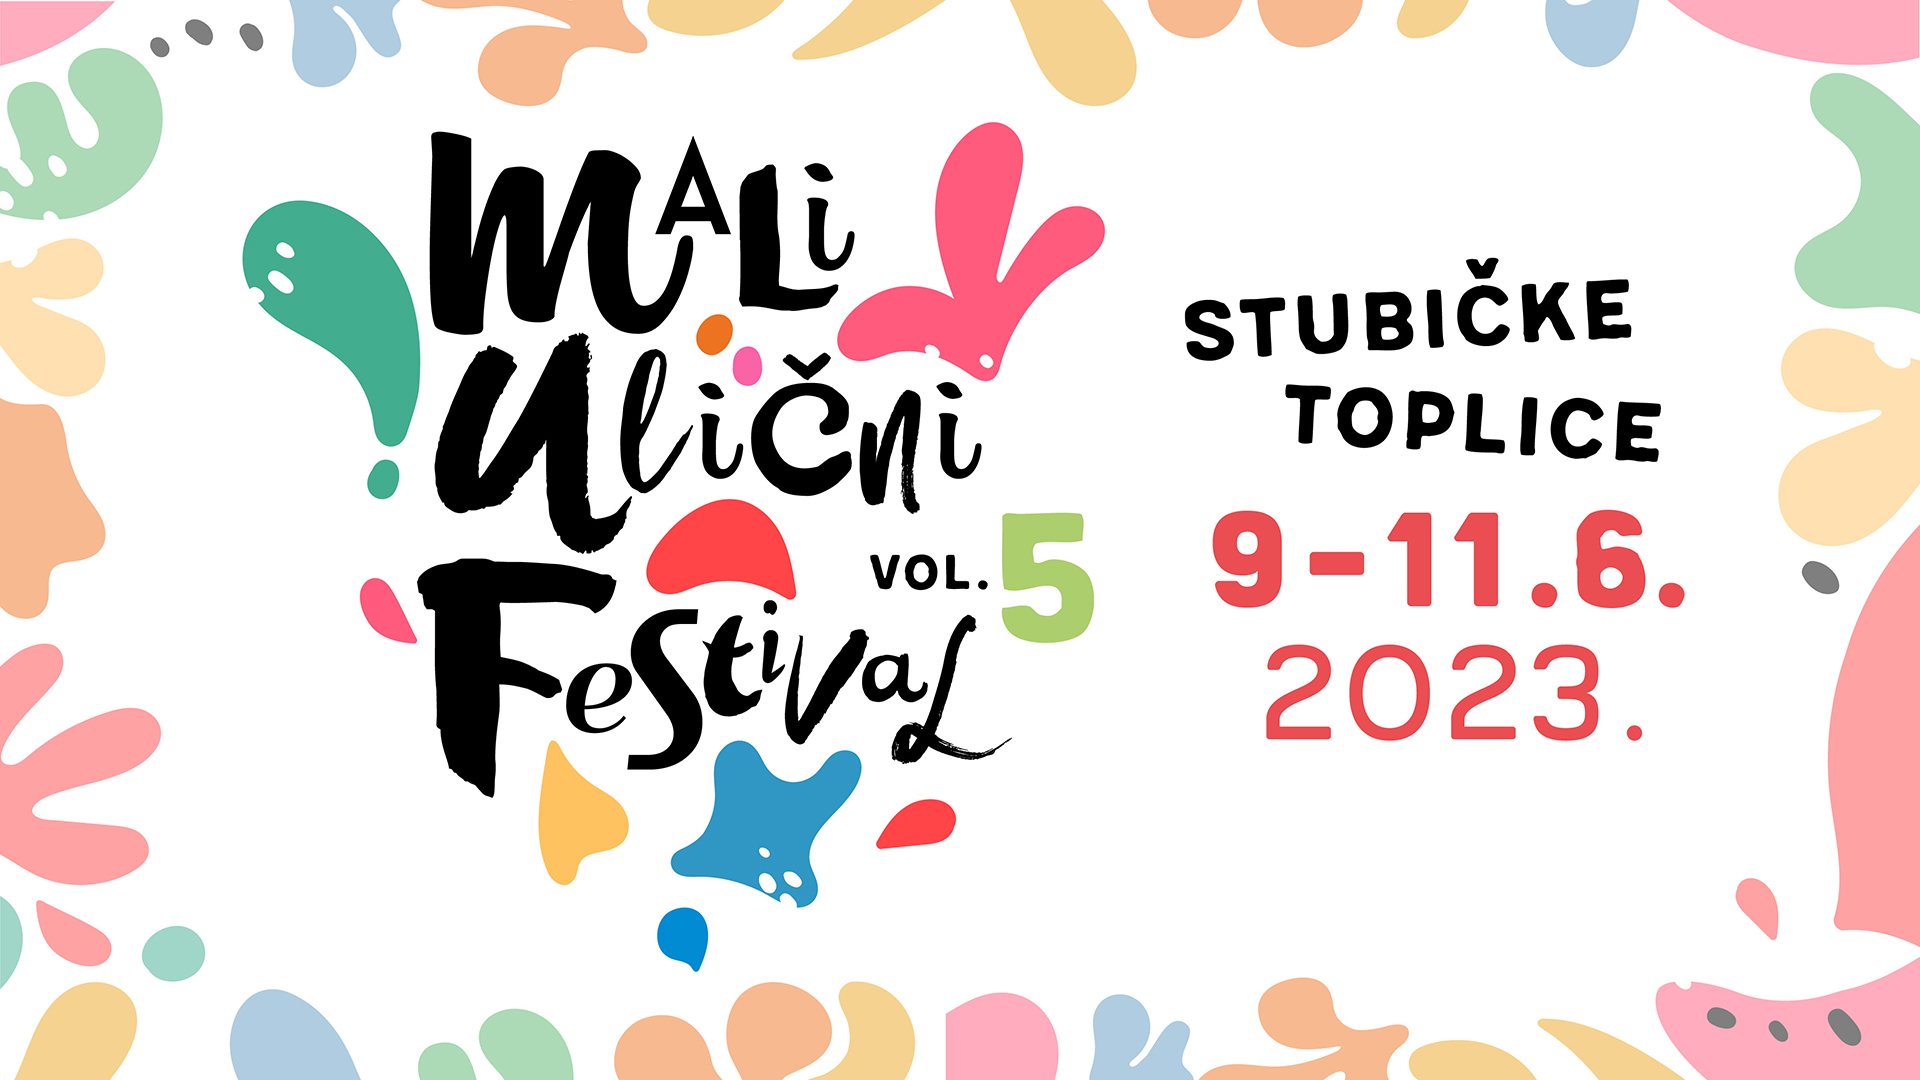 MALi
uličNi
FeStiVaL
VOL. 5
STUBIČKE
TOPLICE
9-11.6.
2023.